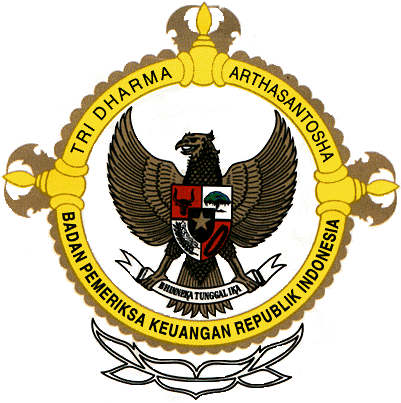 TRI DHARMA
ARTHASANTOSHA
BHINNEKA TUNGGAL IKA
BADAN PEMERIKSA KEUANGAN REPUBLIK INDONESIA